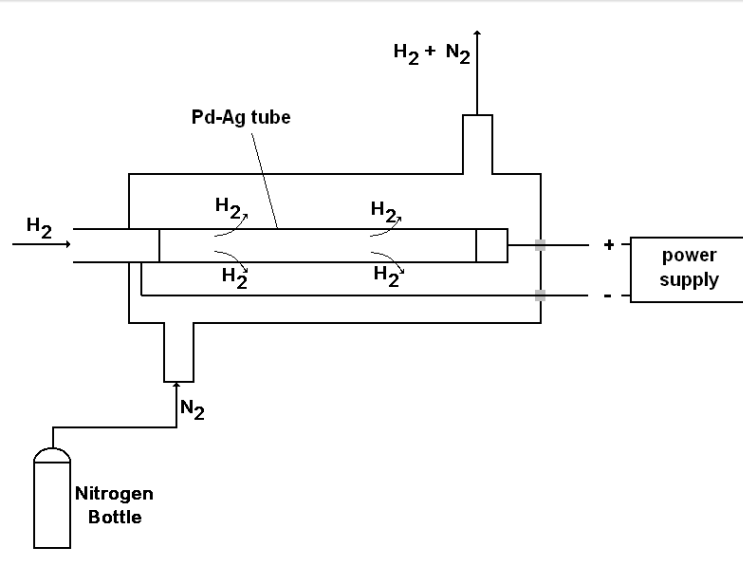 H2 + N2
Pd-Ag tube
H2
H2
H2
H2
H2
+
power
supply
-
N2
Nitrogen
Bottle